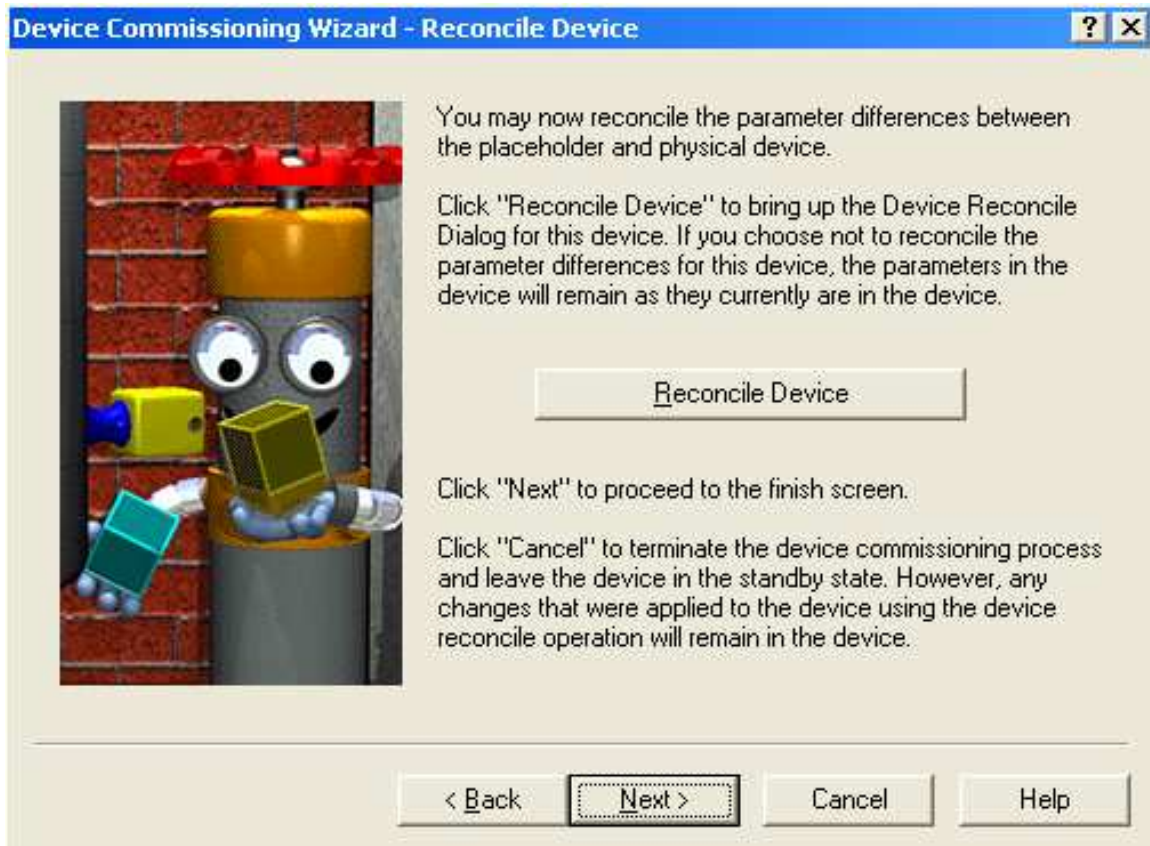 Device Commissioning Wizard - Reconcile Device
You may now reconcile the parameter differences between
the placeholder and physical device.
Click "Reconcile Device" to bring up the Device Reconcile
Dialog for this device. If you choose not to reconcile the
parameter differences for this device, the parameters in the
device will remain as they currently are in the device.
Reconcile Device
Click "Next" to proceed to the finish screen.
Click "Cancel" to terminate the device commissioning process
and leave the device in the standby state. However, any
changes that were applied to the device using the device
reconcile operation will remain in the device.
< Back Next > Cancel Help